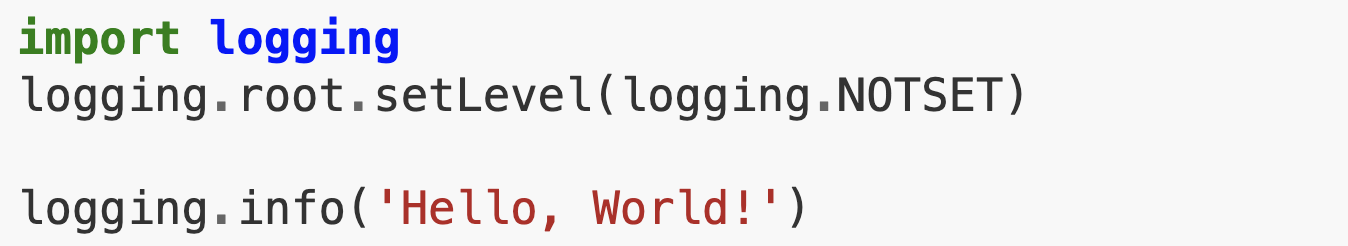 import logging
logging.root.setLevel(logging.NOTSET)
logging.info('Hello, World!')